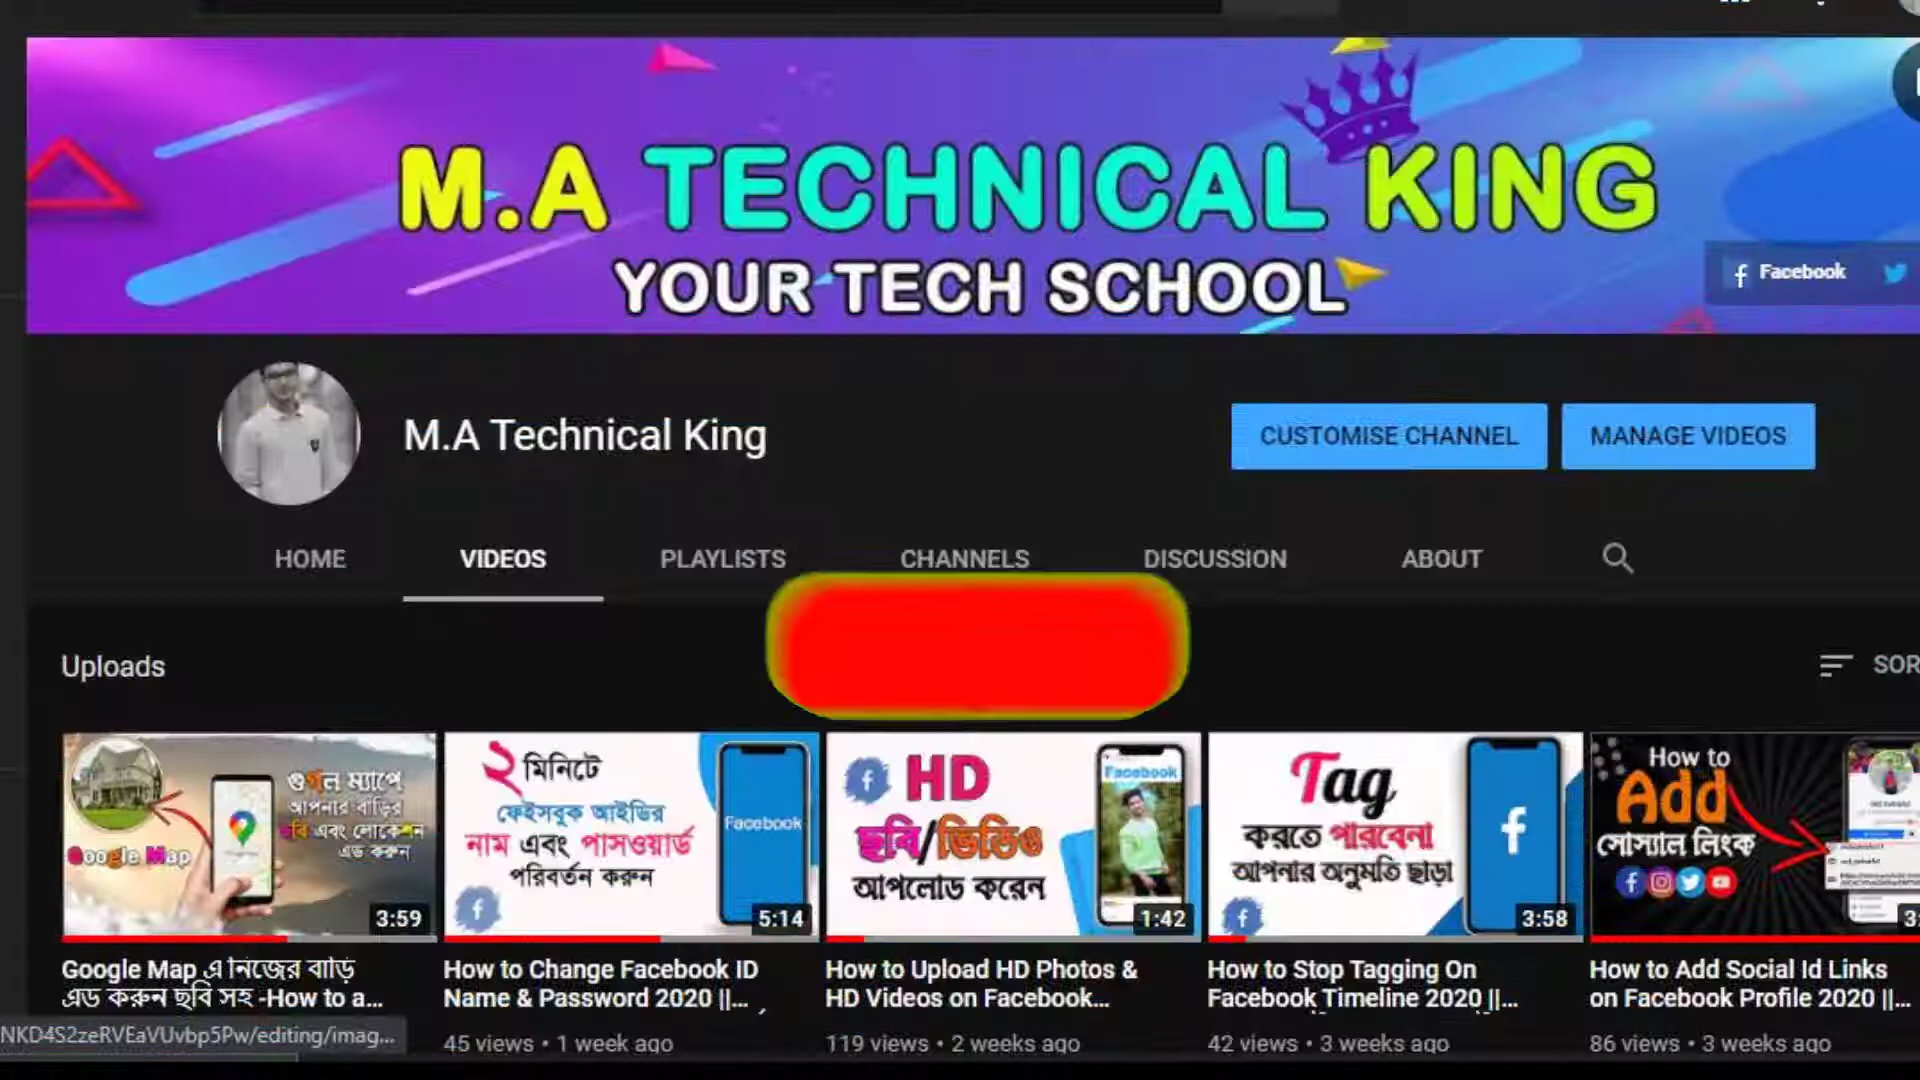 M.A TECHNICAL KING
YOUR TECH SCHOOL
Facebook
M.A Technical King
CUSTOMISE CHANNEL
MANAGE VIDEOS
HOME
VIDEOS
PLAYLISTS
CHANNELS
DISCUSSION
ABOUT
Uploads
SOR
গুগল ম্যাপে
আপনার বাড়ির
ছবি এবং লোকেশন
এড করুন
Google Map
3:59
২ মিনিটে
ফেইসবুক আইডির
নাম এবং পাসওয়ার্ড
পরিবর্তন করুন
Facebook
5:14
HD
ছবি/ভিডিও
আপলোড করেন
Facebook
1:42
Tag
করতে পারবেনা
আপনার অনুমতি ছাড়া
3:58
How to
Add
সোস্যাল লিংক
3:
Google Map এ নিজের বাড়ি
এড করুন ছবি সহ -How to a...
How to Change Facebook ID
Name & Password 2020 ||...
How to Upload HD Photos &
HD Videos on Facebook...
How to Stop Tagging On
Facebook Timeline 2020 ||...
How to Add Social Id Links
on Facebook Profile 2020 ||...
NKD4S2zeRVEaVUvbp5Pw/editing/imag...
45 views • 1 week ago
119 views • 2 weeks ago
42 views • 3 weeks ago
86 views • 3 weeks ago